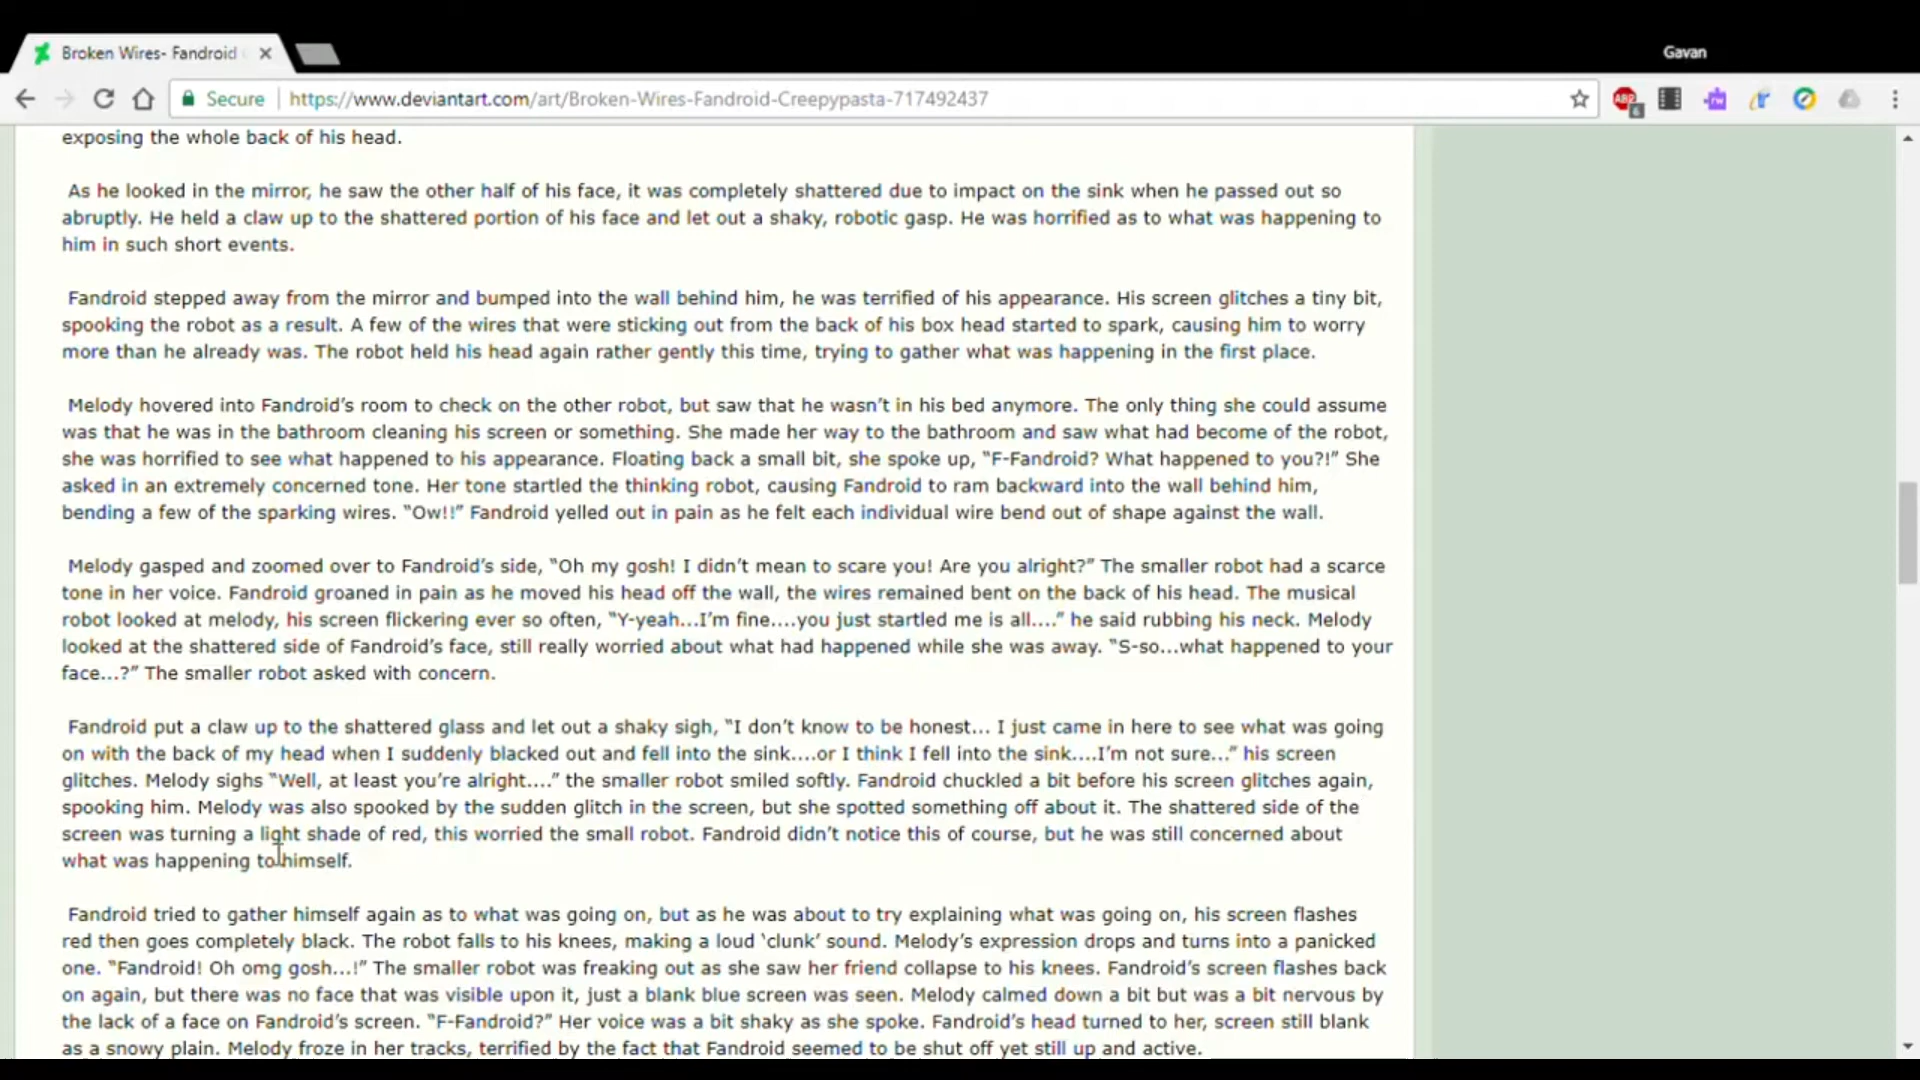 Broken Wires- Fandroid
Gavan
Secure
https://www.deviantart.com/art/Broken-Wires-Fandroid-Creepypasta-717492437
ABP
6
rw
exposing the whole back of his head.
As he looked in the mirror, he saw the other half of his face, it was completely shattered due to impact on the sink when he passed out so
abruptly. He held a claw up to the shattered portion of his face and let out a shaky, robotic gasp. He was horrified as to what was happening to
him in such short events.
Fandroid stepped away from the mirror and bumped into the wall behind him, he was terrified of his appearance. His screen glitches a tiny bit,
spooking the robot as a result. A few of the wires that were sticking out from the back of his box head started to spark, causing him to worry
more than he already was. The robot held his head again rather gently this time, trying to gather what was happening in the first place.
Melody hovered into Fandroid’s room to check on the other robot, but saw that he wasn’t in his bed anymore. The only thing she could assume
was that he was in the bathroom cleaning his screen or something. She made her way to the bathroom and saw what had become of the robot,
she was horrified to see what happened to his appearance. Floating back a small bit, she spoke up, “F-Fandroid? What happened to you?!” She
asked in an extremely concerned tone. Her tone startled the thinking robot, causing Fandroid to ram backward into the wall behind him,
bending a few of the sparking wires. “Ow!!” Fandroid yelled out in pain as he felt each individual wire bend out of shape against the wall.
Melody gasped and zoomed over to Fandroid’s side, “Oh my gosh! I didn’t mean to scare you! Are you alright?” The smaller robot had a scarce
tone in her voice. Fandroid groaned in pain as he moved his head off the wall, the wires remained bent on the back of his head. The musical
robot looked at melody, his screen flickering ever so often, “Y-yeah…I’m fine….you just startled me is all….” he said rubbing his neck. Melody
looked at the shattered side of Fandroid’s face, still really worried about what had happened while she was away. “S-so…what happened to your
face…?” The smaller robot asked with concern.
Fandroid put a claw up to the shattered glass and let out a shaky sigh, “I don’t know to be honest… I just came in here to see what was going
on with the back of my head when I suddenly blacked out and fell into the sink….or I think I fell into the sink….I’m not sure…” his screen
glitches. Melody sighs “Well, at least you’re alright….” the smaller robot smiled softly. Fandroid chuckled a bit before his screen glitches again,
spooking him. Melody was also spooked by the sudden glitch in the screen, but she spotted something off about it. The shattered side of the
screen was turning a light shade of red, this worried the small robot. Fandroid didn’t notice this of course, but he was still concerned about
what was happening to himself.
Fandroid tried to gather himself again as to what was going on, but as he was about to try explaining what was going on, his screen flashes
red then goes completely black. The robot falls to his knees, making a loud ‘clunk’ sound. Melody’s expression drops and turns into a panicked
one. “Fandroid! Oh omg gosh…!” The smaller robot was freaking out as she saw her friend collapse to his knees. Fandroid’s screen flashes back
on again, but there was no face that was visible upon it, just a blank blue screen was seen. Melody calmed down a bit but was a bit nervous by
the lack of a face on Fandroid’s screen. “F-Fandroid?” Her voice was a bit shaky as she spoke. Fandroid’s head turned to her, screen still blank
as a snowy plain. Melody froze in her tracks, terrified by the fact that Fandroid seemed to be shut off yet still up and active.